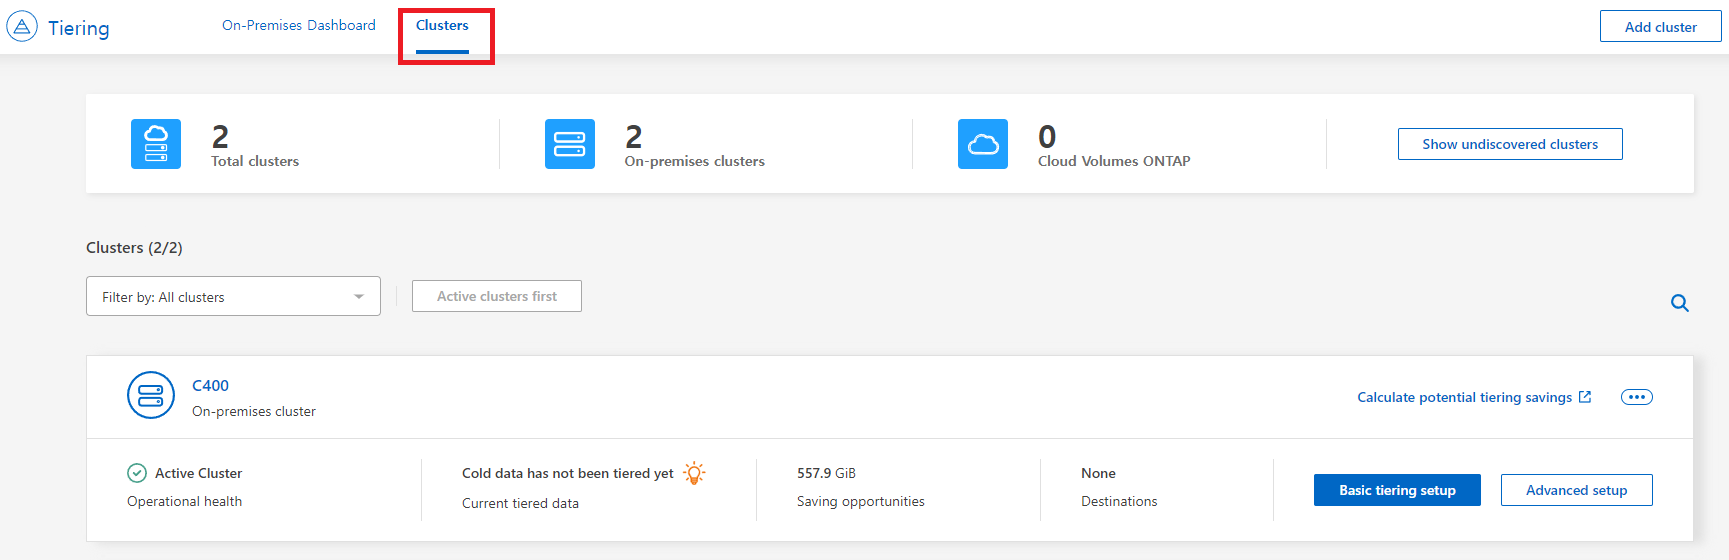 Tiering
On-Premises Dashboard
Clusters
Add cluster
2
Total clusters
2
On-premises clusters
0
Cloud Volumes ONTAP
Show undiscovered clusters
Clusters (2/2)
Filter by: All clusters
Active clusters first
C400
On-premises cluster
Calculate potential tiering savings
Active Cluster
Operational health
Cold data has not been tiered yet
Current tiered data
557.9 GiB
Saving opportunities
None
Destinations
Basic tiering setup
Advanced setup